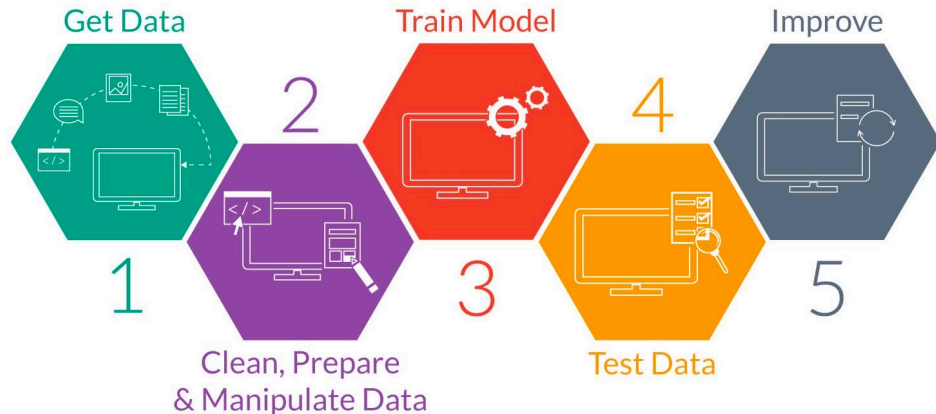 Get Data
1
2
Clean, Prepare
& Manipulate Data
Train Model
3
4
Test Data
Improve
5
</>
</>